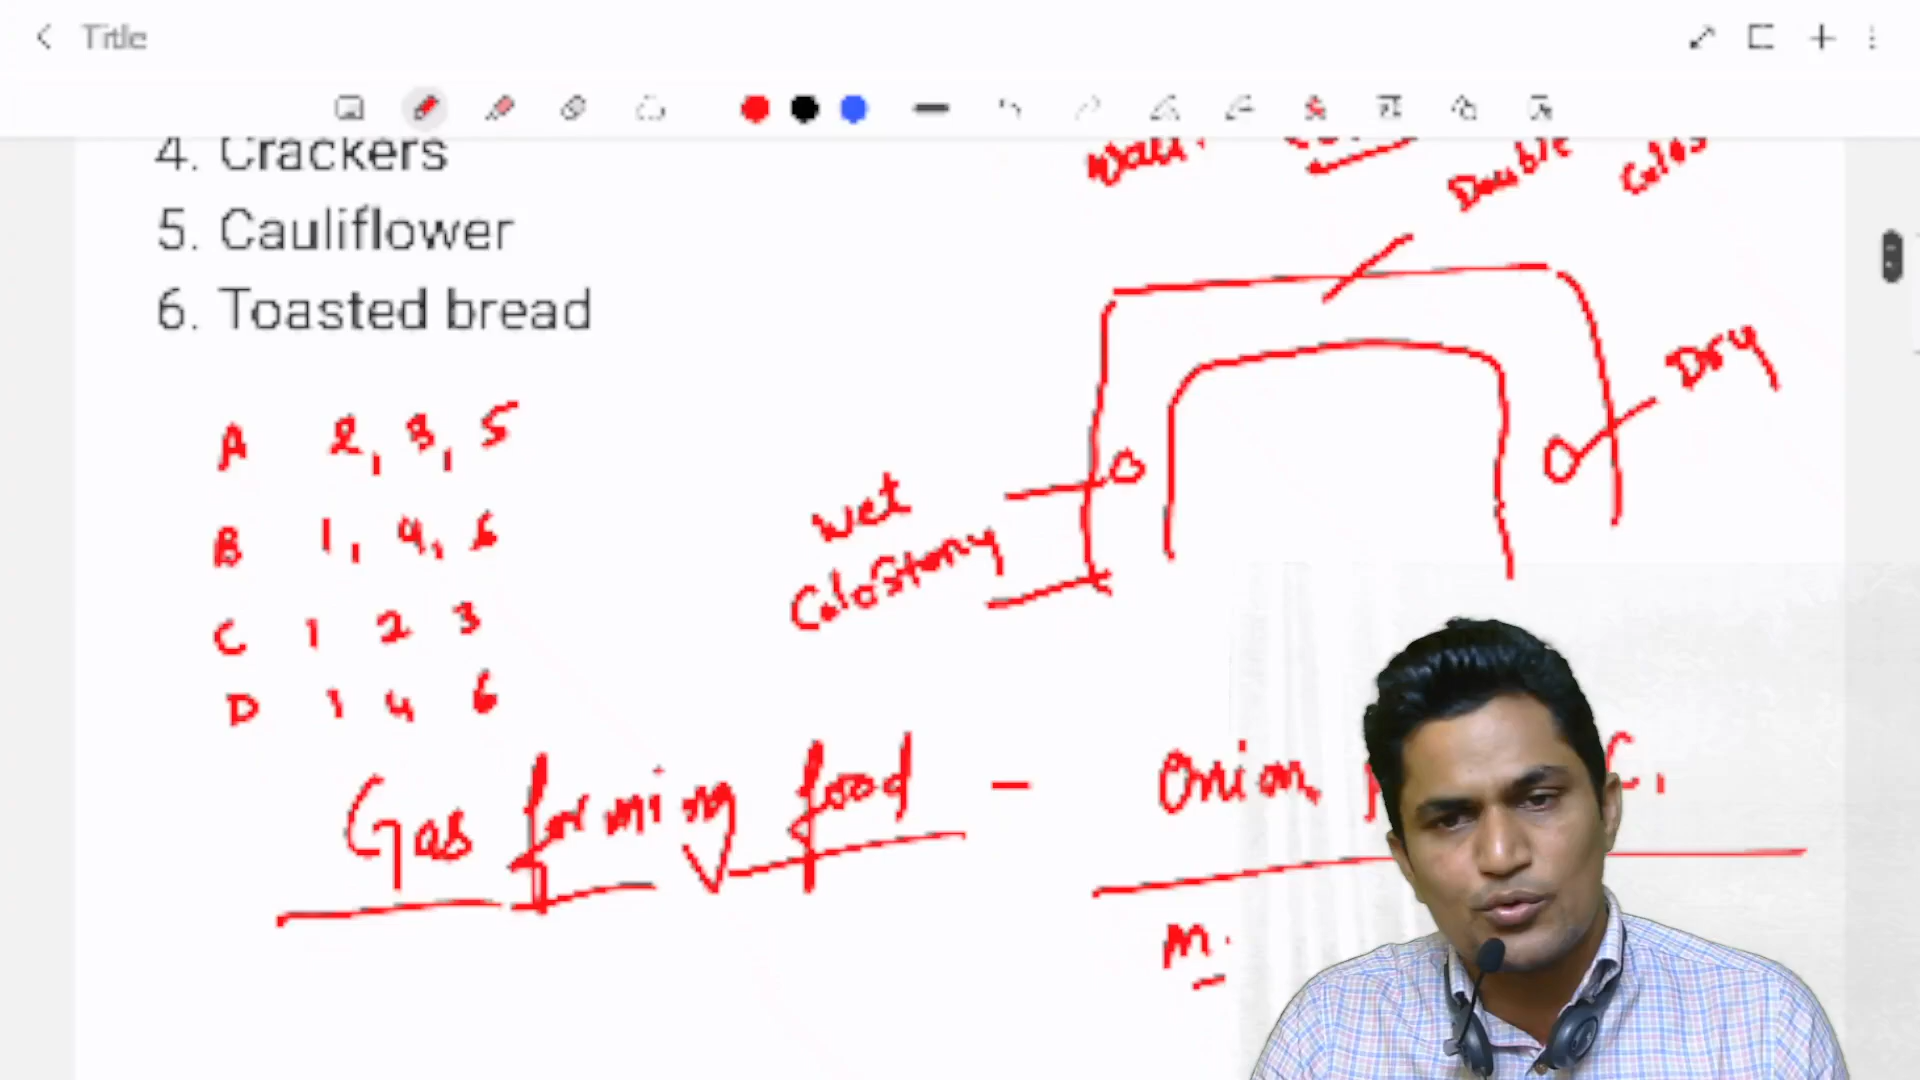 Title
4. Crackers
5. Cauliflower
6. Toasted bread
Double
Dry
A 2, 3, 5
B 1, 4, 6
C 1 2 3
D 1 4 6
Wet
Colostomy
Gas forming food - Onion,
M.